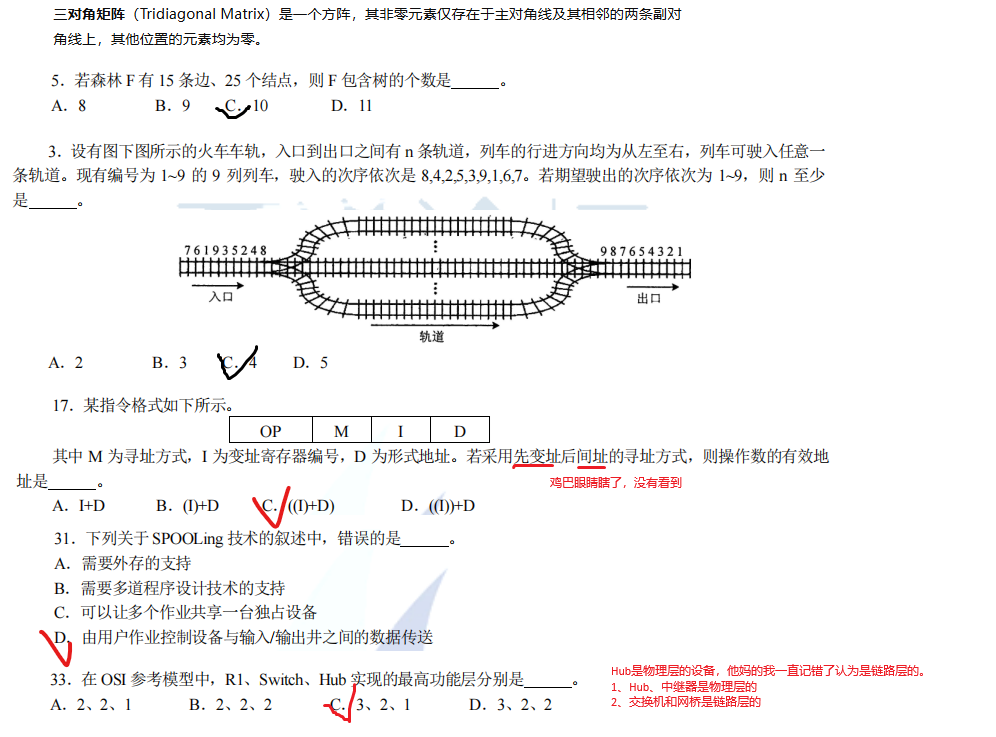 三对角矩阵（Tridiagonal Matrix）是一个方阵，其非零元素仅存在于主对角线及其相邻的两条副对
角线上，其他位置的元素均为零。
5．若森林 F 有 15 条边、25 个结点，则 F 包含树的个数是______。
A．8 B．9 C．10 D．11
3．设有图下图所示的火车车轨，入口到出口之间有 n 条轨道，列车的行进方向均为从左至右，列车可驶入任意一
条轨道。现有编号为 1~9 的 9 列列车，驶入的次序依次是 8,4,2,5,3,9,1,6,7。若期望驶出的次序依次为 1~9，则 n 至少
是______。
7 6 1 9 3 5 2 4 8
9 8 7 6 5 4 3 2 1
入口
出口
轨道
A．2 B．3 C．4 D．5
17．某指令格式如下所示。
OP M I D
其中 M 为寻址方式，I 为变址寄存器编号，D 为形式地址。若采用先变址后间址的寻址方式，则操作数的有效地
址是______。
鸡巴眼睛瞎了，没有看到
A．I+D B．(I)+D C．((I)+D) D．((I))+D
31．下列关于 SPOOLing 技术的叙述中，错误的是______。
A．需要外存的支持
B．需要多道程序设计技术的支持
C．可以让多个作业共享一台独占设备
D．由用户作业控制设备与输入/输出井之间的数据传送
33．在 OSI 参考模型中，R1、Switch、Hub 实现的最高功能层分别是______。
A．2、2、1 B．2、2、2 C．3、2、1 D．3、2、2
Hub是物理层的设备，他妈的我一直记错了认为是链路层的。
1、Hub、中继器是物理层的
2、交换机和网桥是链路层的